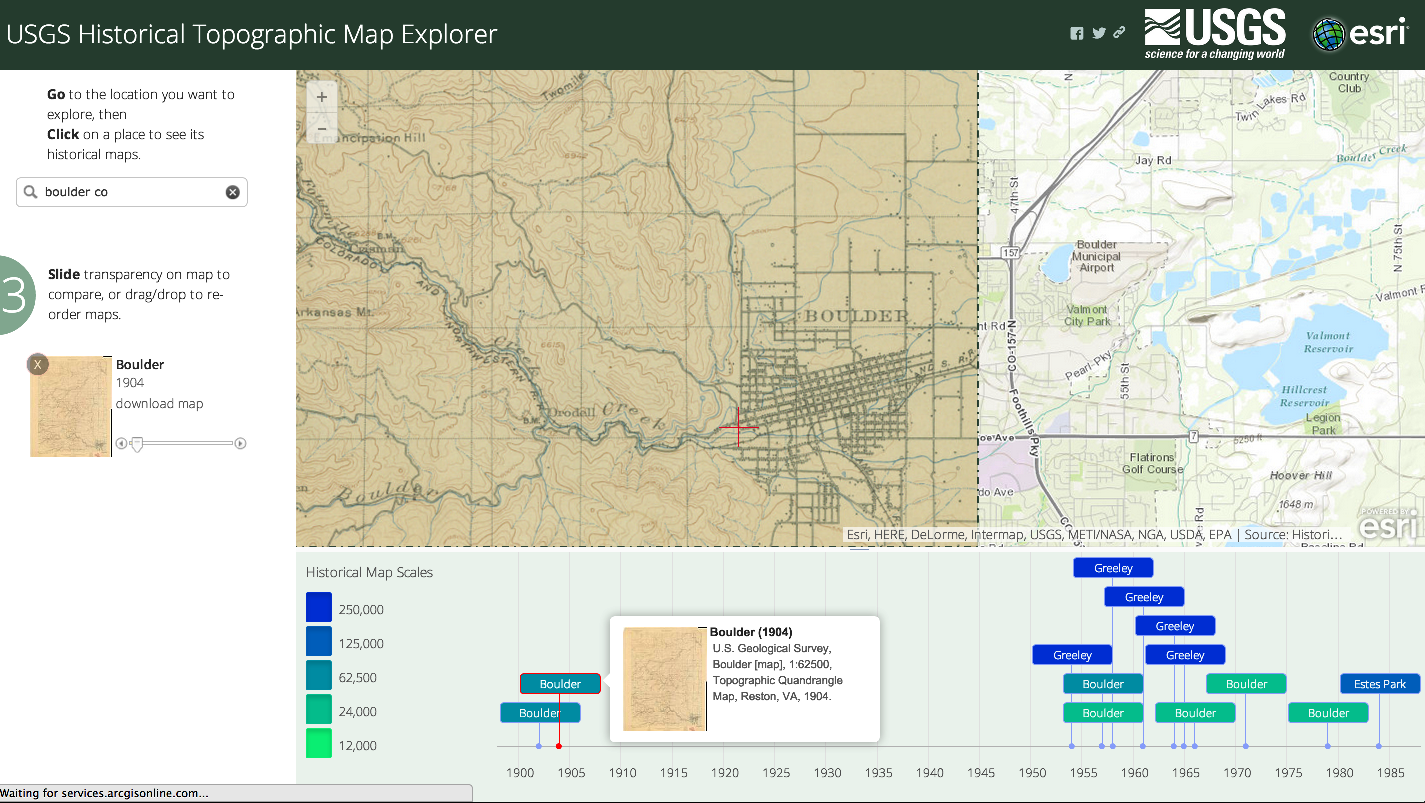 USGS Historical Topographic Map Explorer
USGS
science for a changing world
esri
Go to the location you want to
explore, then
Click on a place to see its
historical maps.
boulder co
3
Slide transparency on map to
compare, or drag/drop to re-
order maps.
X
Boulder
1904
download map
+
−
Twomile
Emancipation Hill
B.M.
Crisman
COLORADO AND
NORTHWESTERN
Arkansas Mt.
BOULDER
Orodell
Creek
B.M.
Boulder
N
Country
Club
Twin Lakes Rd
Jay Rd
Boulder Creek
47th St
157
Boulder
Municipal
Airport
N 75th St
Valmont
City Park
Valmont R
nt Rd
CO-157-N
Pearl Pky
55th St
Valmont
Reservoir
Hillcrest
Reservoir
Legion
Park
Foothills Pky
oe Ave
7
5250 ft
Flatirons
Golf Course
Hoover Hill
1648 m
do Ave
Rd
POWERED BY
esri
Esri, HERE, DeLorme, Intermap, USGS, METI/NASA, NGA, USDA, EPA | Source: Histori...
Baseline Rd
Historical Map Scales
250,000
125,000
62,500
24,000
12,000
Greeley
Greeley
Greeley
Greeley
Greeley
Boulder
Boulder
Boulder
Estes Park
Boulder
Boulder
Boulder
Boulder
Boulder (1904)
U.S. Geological Survey,
Boulder [map], 1:62500,
Topographic Quandrangle
Map, Reston, VA, 1904.
1900 1905 1910 1915 1920 1925 1930 1935 1940 1945 1950 1955 1960 1965 1970 1975 1980 1985
Waiting for services.arcgisonline.com...